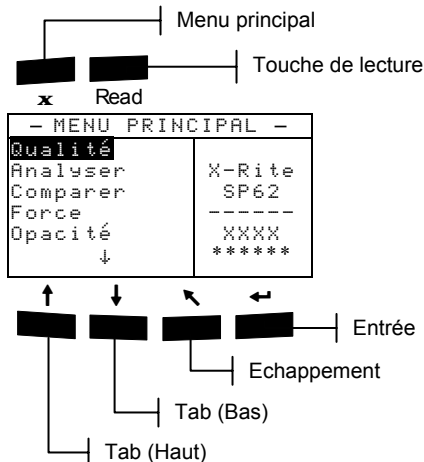 Menu principal
Touche de lecture
x Read
– MENU PRINCIPAL –
Qualité
Analyser X-Rite
Comparer SP62
Force ------
Opacité XXXX
↓ ******
Entrée
Echappement
Tab (Bas)
Tab (Haut)